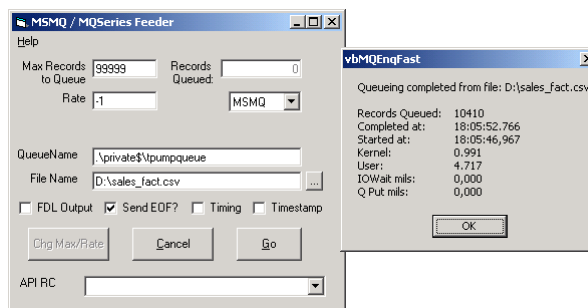 MSMQ / MQSeries Feeder
Help
Max Records to Queue 99999 Records Queued: 0
Rate -1 MSMQ
QueueName .\private$\tpumpqueue
File Name D:\sales_fact.csv ...
FDL Output Send EOF? Timing Timestamp
Chg Max/Rate Cancel Go
API RC
vbMQEnqFast
Queueing completed from file: D:\sales_fact.csv
Records Queued: 10410
Completed at: 18:05:52.766
Started at: 18:05:46,967
Kernel: 0.991
User: 4.717
IOWait mils: 0,000
Q Put mils: 0,000
OK